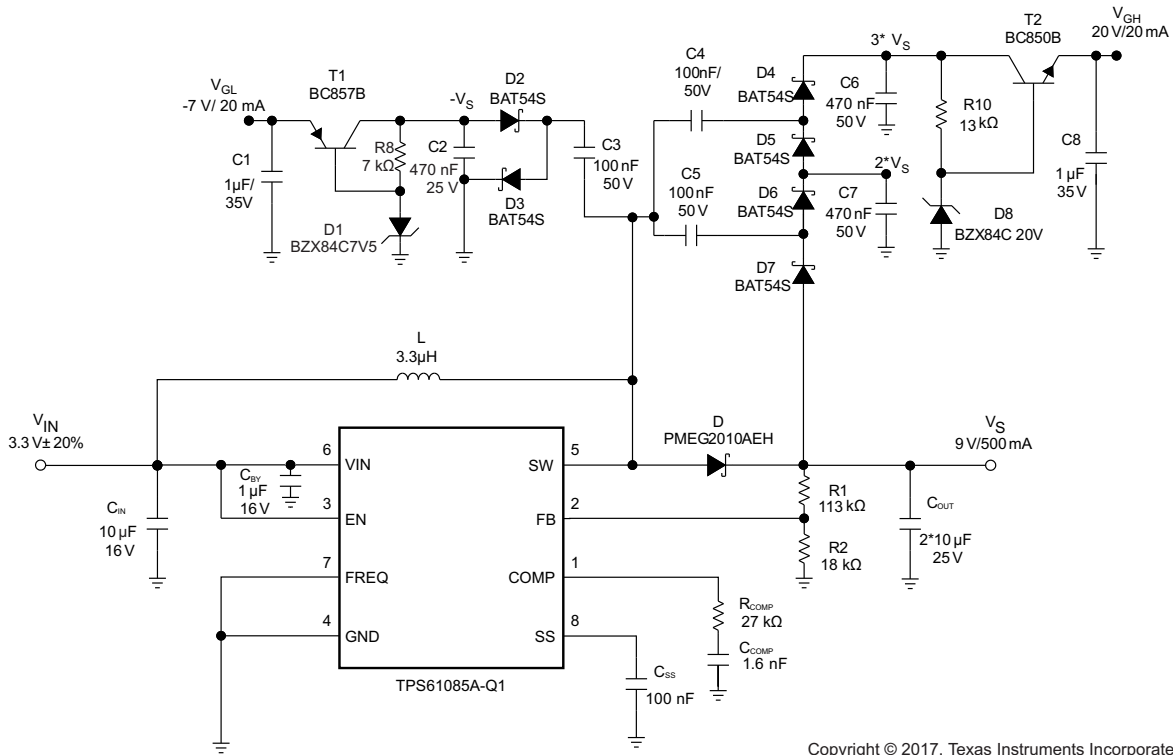 V_GH
T2
20 V/20 mA
BC850B
3* V_S
C4
100nF/
50V
D4
BAT54S
C6
470 nF
50 V
R10
13 kΩ
C8
1 µF
35V
T1
BC857B
V_GL
-7 V/ 20 mA
-V_S
D2
BAT54S
R8
7 kΩ
C2
470 nF
25 V
C3
100 nF
50 V
C1
1µF/
35V
D3
BAT54S
D1
BZX84C7V5
D5
BAT54S
2*V_S
C5
100 nF
50 V
D6
BAT54S
C7
470 nF
50 V
D8
BZX84C 20V
D7
BAT54S
L
3.3µH
V_IN
3.3 V± 20%
D
PMEG2010AEH
V_S
9 V/500 mA
6
VIN
5
SW
C_BY
1 µF
16 V
C_IN
10 µF
16 V
3
EN
2
FB
R1
113 kΩ
C_OUT
2*10 µF
25 V
R2
18 kΩ
7
FREQ
1
COMP
R_COMP
27 kΩ
4
GND
8
SS
C_COMP
1.6 nF
C_SS
100 nF
TPS61085A-Q1
Copyright © 2017, Texas Instruments Incorporate